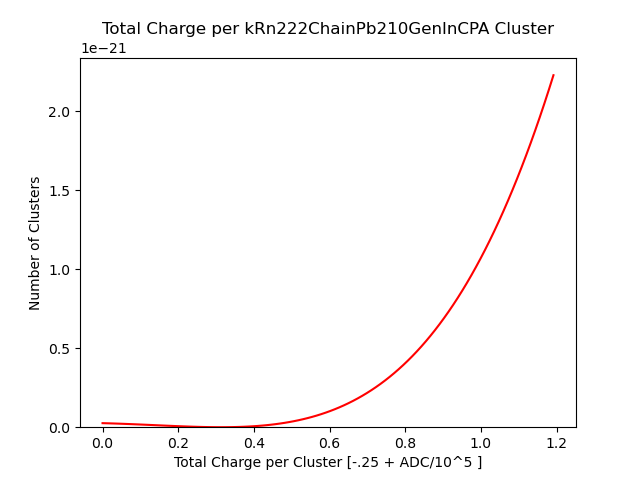 Total Charge per kRn222ChainPb210GenInCPA Cluster
1e−21
2.0
1.5
1.0
0.5
0.0
Number of Clusters
0.0 0.2 0.4 0.6 0.8 1.0 1.2
Total Charge per Cluster [-.25 + ADC/10^5 ]